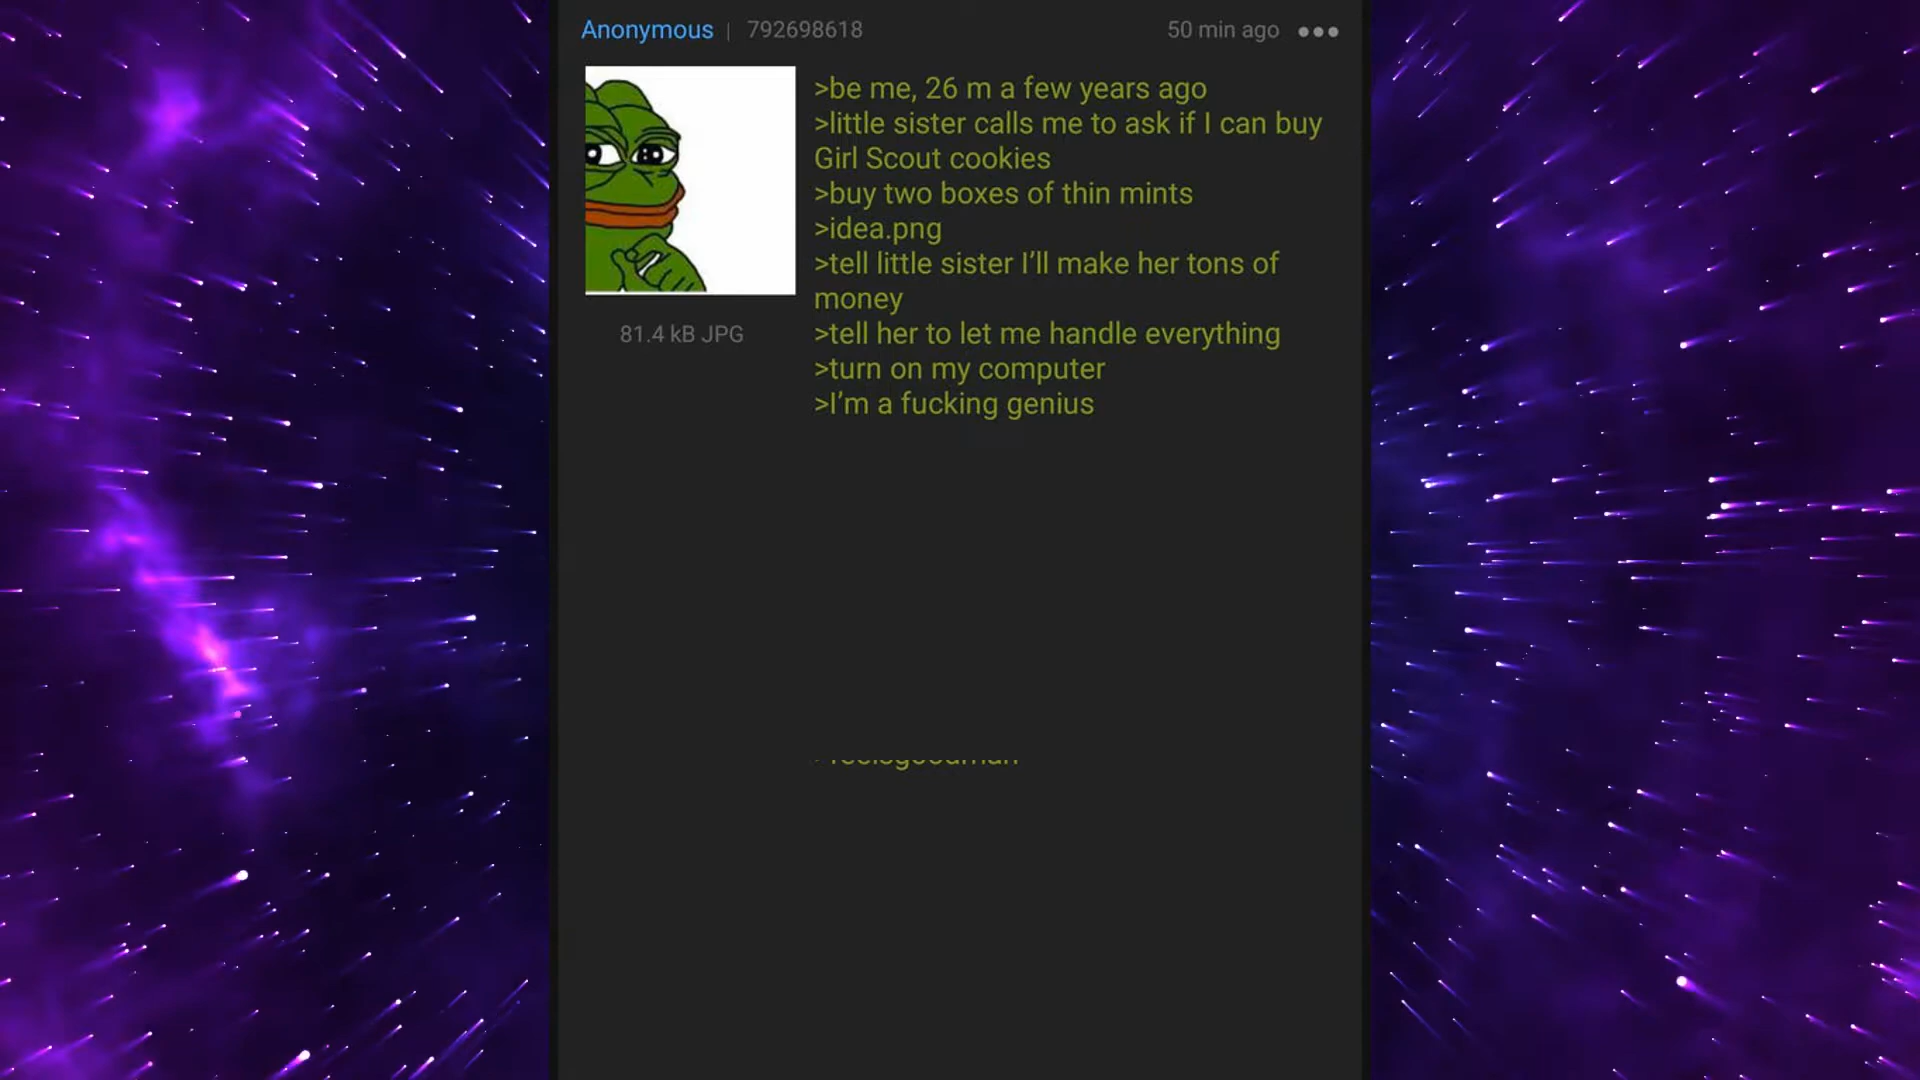 Anonymous | 792698618
50 min ago
>be me, 26 m a few years ago
>little sister calls me to ask if I can buy
Girl Scout cookies
>buy two boxes of thin mints
>idea.png
>tell little sister I’ll make her tons of
money
>tell her to let me handle everything
>turn on my computer
>I’m a fucking genius
81.4 kB JPG